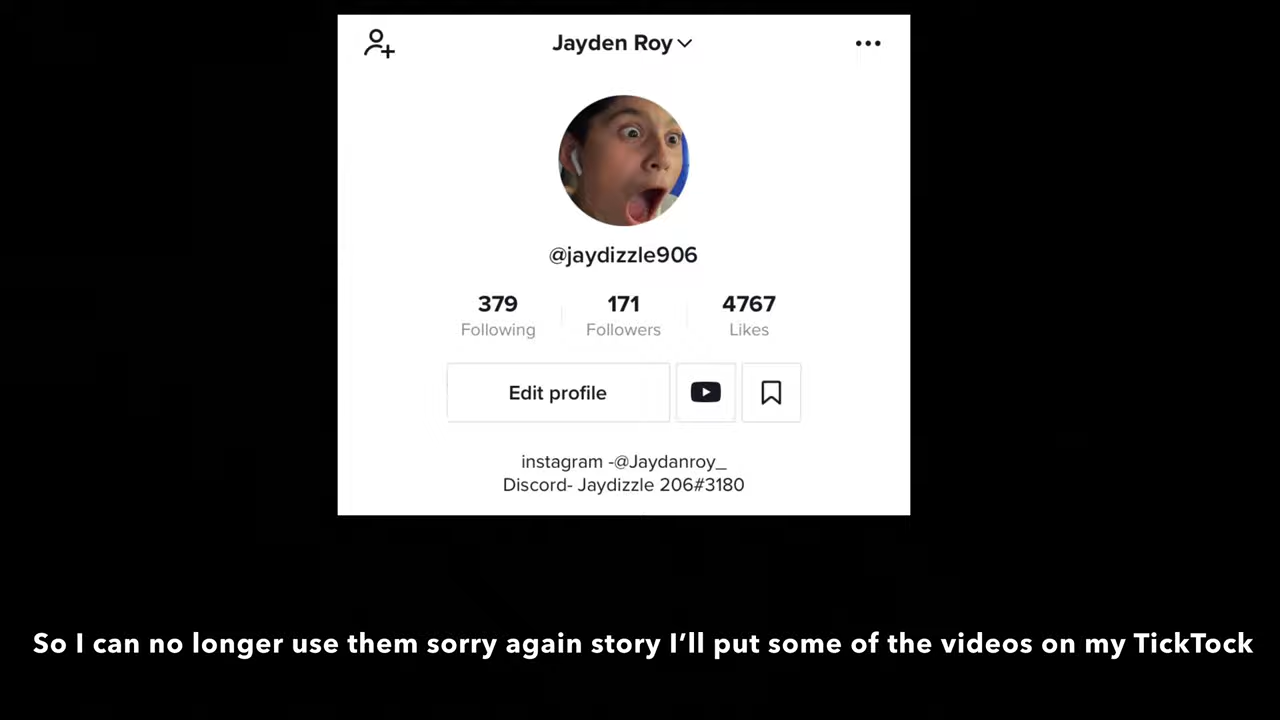 Jayden Roy
@jaydizzle906
379 171 4767
Following Followers Likes
Edit profile
instagram -@Jaydanroy_
Discord- Jaydizzle 206#3180
So I can no longer use them sorry again story I’ll put some of the videos on my TickTock